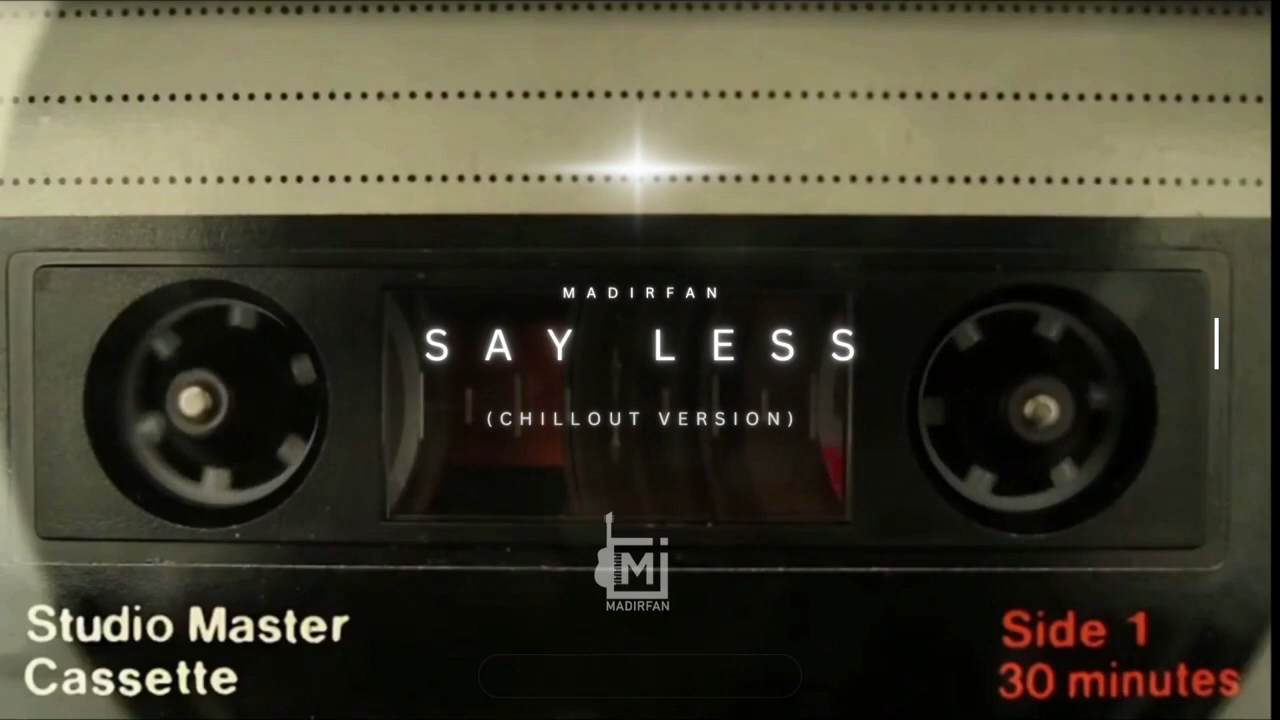 MADIRFAN
SAY LESS
(CHILLOUT VERSION)
M
MADIRFAN
Studio Master
Cassette
Side 1
30 minutes